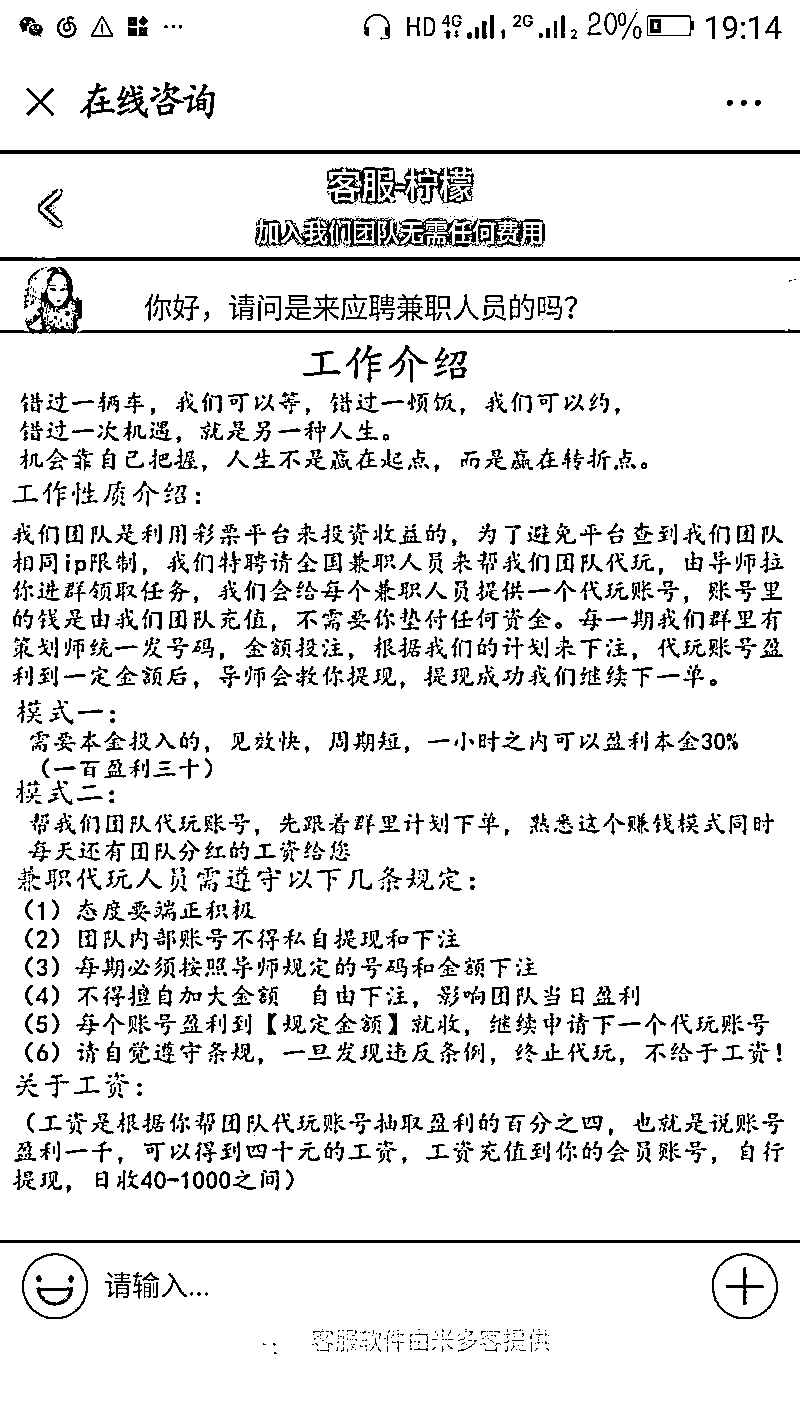 HD 4G 1 2G 2 20% 19:14
在线咨询
客服-柠檬
加入我们团队无需任何费用
你好，请问是来应聘兼职人员的吗？
工作介绍
错过一辆车，我们可以等，错过一顿饭，我们可以约，
错过一次机遇，就是另一种人生。
机会靠自己把握，人生不是赢在起点，而是赢在转折点。
工作性质介绍：
我们团队是利用彩票平台来投资收益的，为了避免平台查到我们团队
相同ip限制，我们特聘请全国兼职人员来帮我们团队代玩，由导师拉
你进群领取任务，我们会给每个兼职人员提供一个代玩账号，账号里
的钱是由我们团队充值，不需要你垫付任何资金。每一期我们群里有
策划师统一发号码，金额投注，根据我们的计划来下注，代玩账号盈
利到一定金额后，导师会教你提现，提现成功我们继续下一单。
模式一：
需要本金投入的，见效快，周期短，一小时之内可以盈利本金30%
（一百盈利三十）
模式二：
帮我们团队代玩账号，先跟着群里计划下单，熟悉这个赚钱模式同时
每天还有团队分红的工资给您
兼职代玩人员需遵守以下几条规定：
（1）态度要端正积极
（2）团队内部账号不得私自提现和下注
（3）每期必须按照导师规定的号码和金额下注
（4）不得擅自加大金额 自由下注，影响团队当日盈利
（5）每个账号盈利到【规定金额】就收，继续申请下一个代玩账号
（6）请自觉遵守条规，一旦发现违反条例，终止代玩，不给于工资！
关于工资：
（工资是根据你帮团队代玩账号抽取盈利的百分之四，也就是说账号
盈利一千，可以得到四十元的工资，工资充值到你的会员账号，自行
提现，日收40-1000之间）
请输入...
客服软件由米多客提供